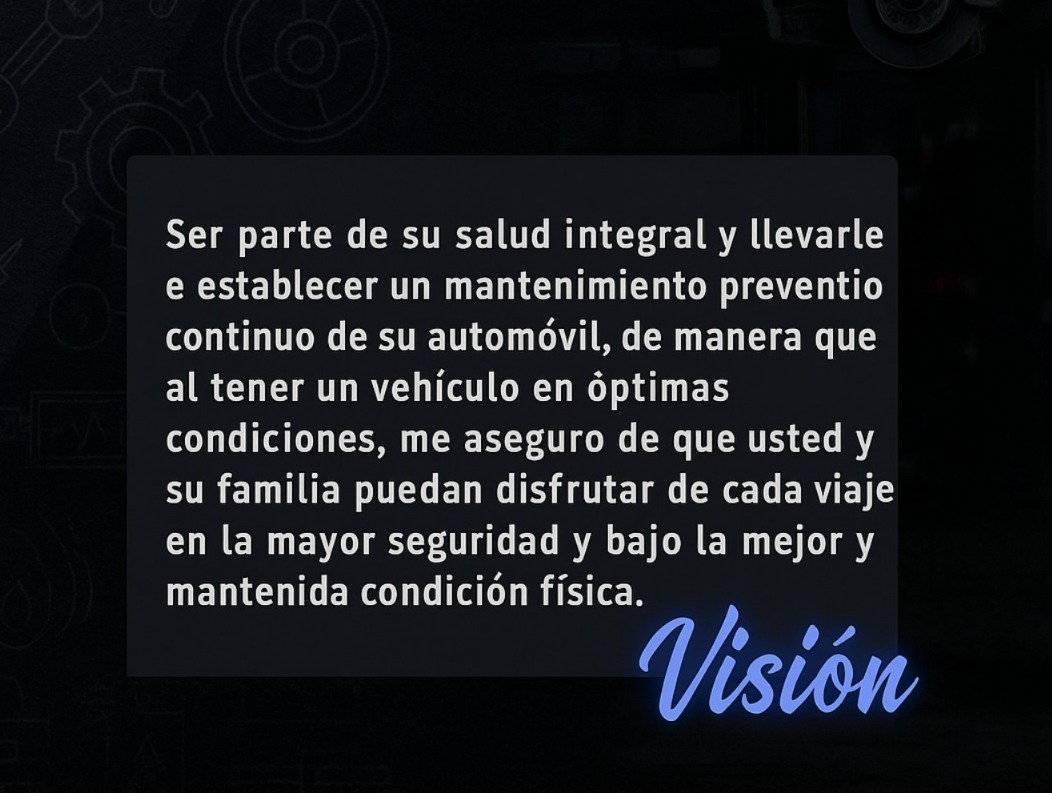 Ser parte de su salud integral y llevarle
e establecer un mantenimiento preventio
continuo de su automóvil, de manera que
al tener un vehículo en òptimas
condiciones, me aseguro de que usted y
su familia puedan disfrutar de cada viaje
en la mayor seguridad y bajo la mejor y
mantenida condición física.
Visión